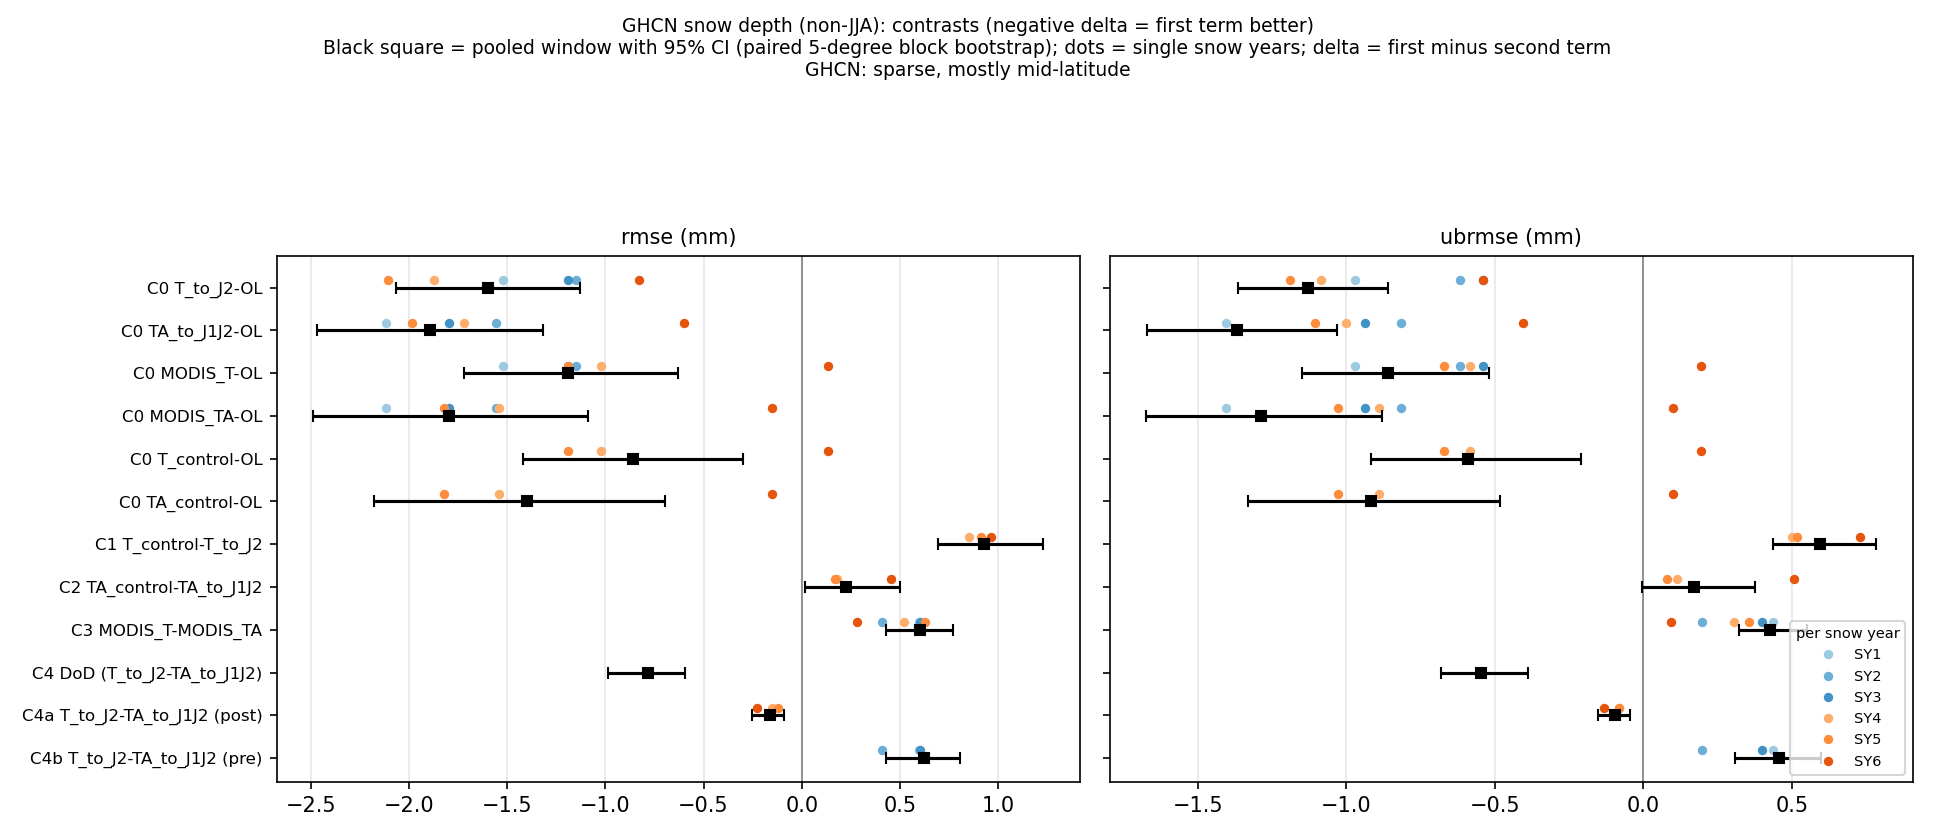 GHCN snow depth (non-JJA): contrasts (negative delta = first term better)
Black square = pooled window with 95% CI (paired 5-degree block bootstrap); dots = single snow years; delta = first minus second term
GHCN: sparse, mostly mid-latitude
rmse (mm)
C0 T_to_J2-OL
C0 TA_to_J1J2-OL
C0 MODIS_T-OL
C0 MODIS_TA-OL
C0 T_control-OL
C0 TA_control-OL
C1 T_control-T_to_J2
C2 TA_control-TA_to_J1J2
C3 MODIS_T-MODIS_TA
C4 DoD (T_to_J2-TA_to_J1J2)
C4a T_to_J2-TA_to_J1J2 (post)
C4b T_to_J2-TA_to_J1J2 (pre)
−2.5 −2.0 −1.5 −1.0 −0.5 0.0 0.5 1.0
ubrmse (mm)
per snow year
SY1
SY2
SY3
SY4
SY5
SY6
−1.5 −1.0 −0.5 0.0 0.5